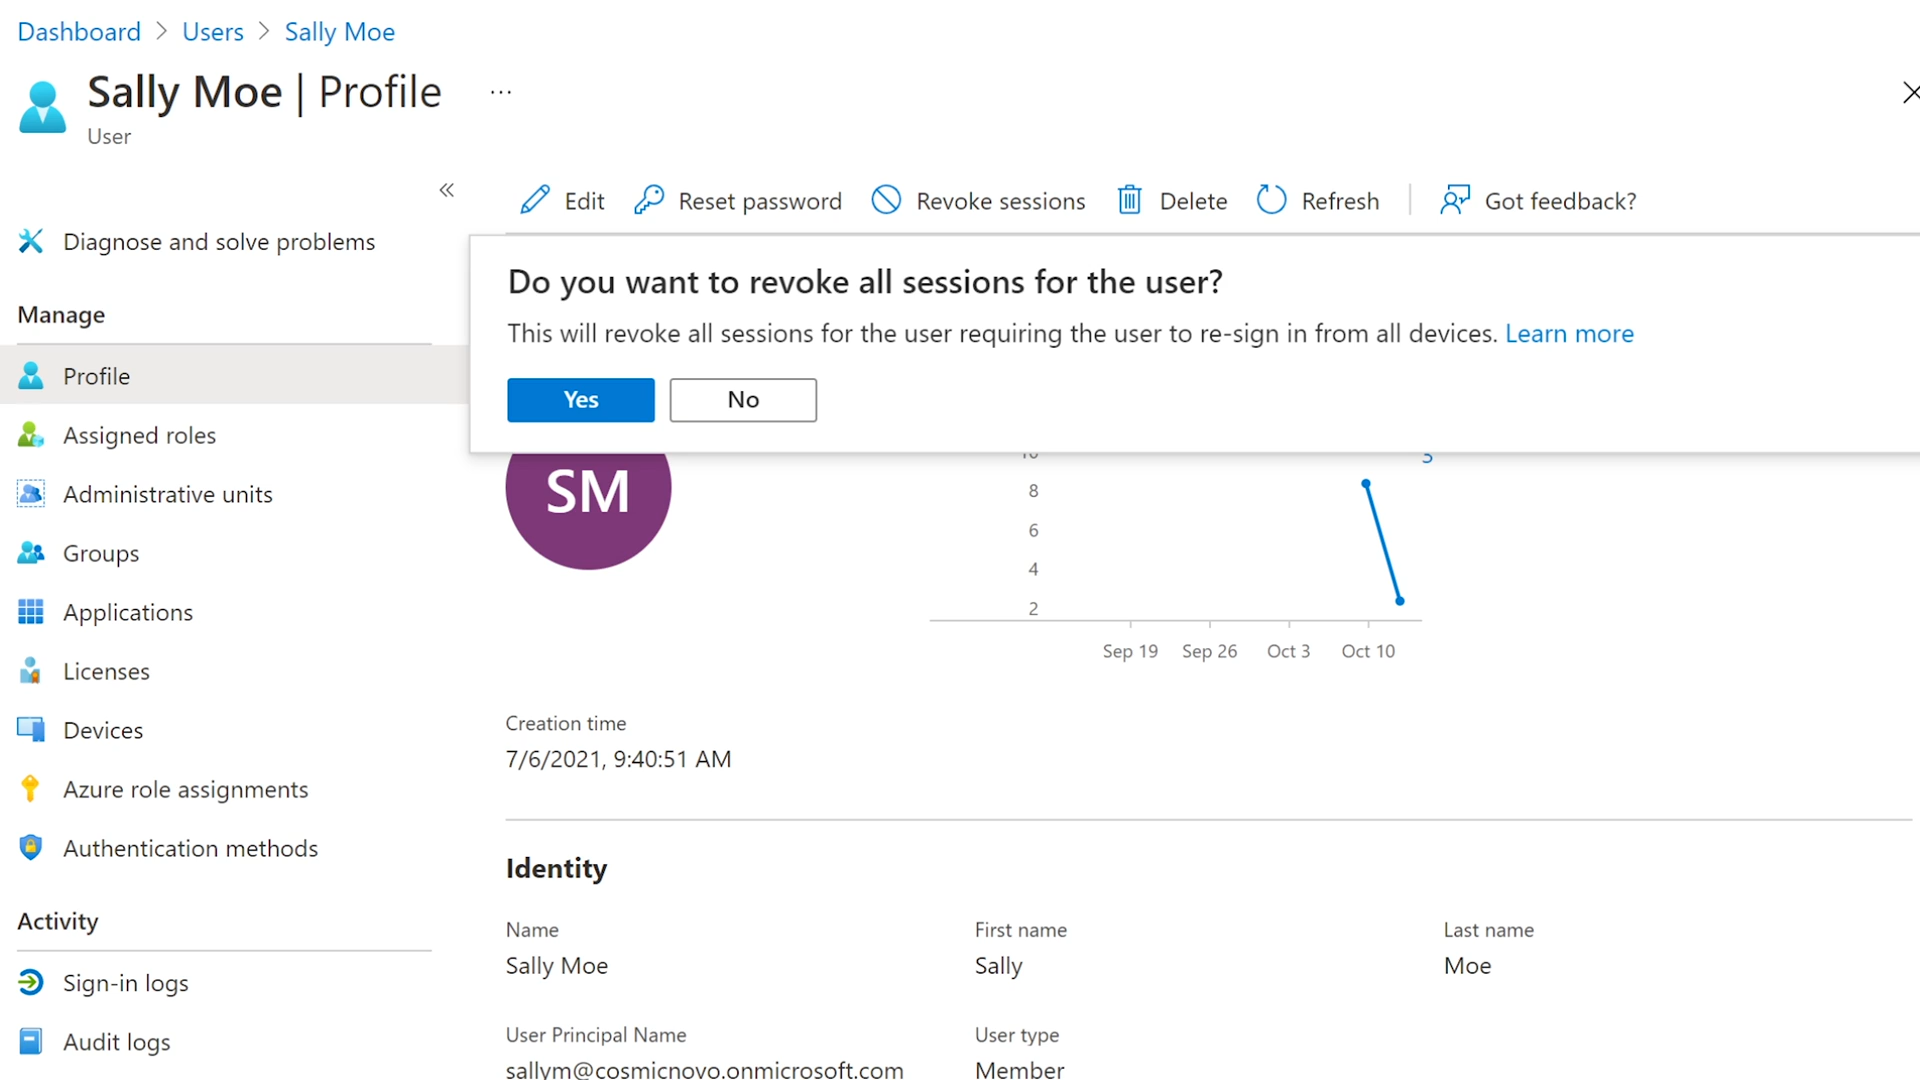 Dashboard > Users > Sally Moe
Sally Moe | Profile ...
User
Edit Reset password Revoke sessions Delete Refresh Got feedback?
Diagnose and solve problems
Manage
Profile
Assigned roles
Administrative units
Groups
Applications
Licenses
Devices
Azure role assignments
Authentication methods
Activity
Sign-in logs
Audit logs
Do you want to revoke all sessions for the user?
This will revoke all sessions for the user requiring the user to re-sign in from all devices. Learn more
Yes No
SM
8
6
4
2
Sep 19 Sep 26 Oct 3 Oct 10
Creation time
7/6/2021, 9:40:51 AM
Identity
Name First name Last name
Sally Moe Sally Moe
User Principal Name User type
sallym@cosmicnovo.onmicrosoft.com Member